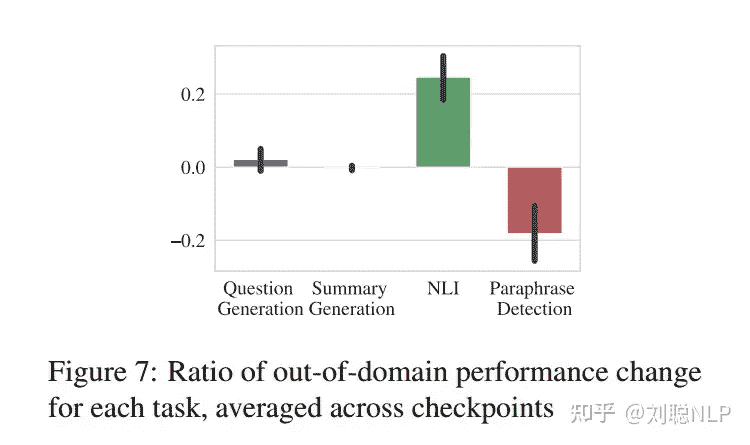 0.2
0.0
−0.2
Question Generation
Summary Generation
NLI
Paraphrase Detection
Figure 7: Ratio of out-of-domain performance change
for each task, averaged across checkpoints
知乎 @刘聪NLP